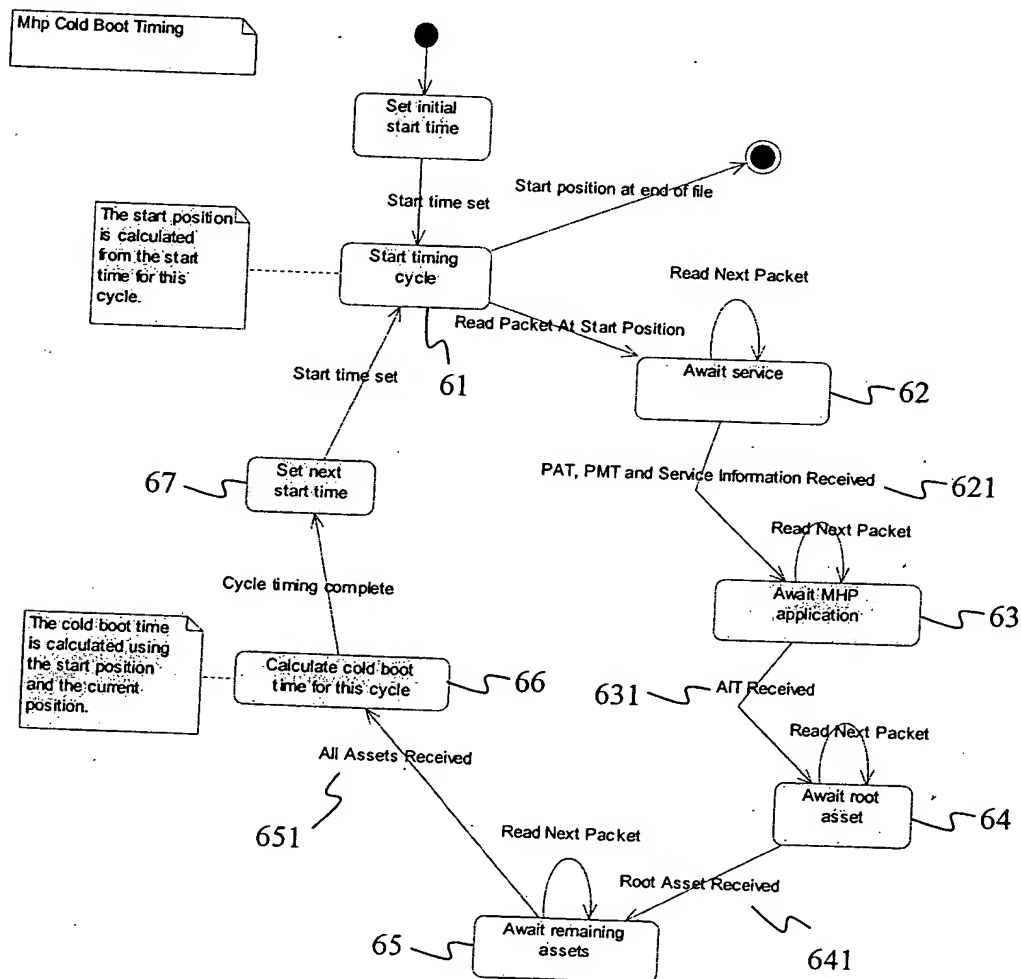 Mhp Cold Boot Timing
Set initial
start time
Start time set
Start position at end of file
The start position
is calculated
from the start
time for this
cycle.
Start timing
cycle
61
Read Packet At Start Position
Read Next Packet
Await service
62
Start time set
67
Set next
start time
PAT, PMT and Service Information Received
621
Read Next Packet
Await MHP
application
63
Cycle timing complete
The cold boot time
is calculated using
the start position
and the current
position.
Calculate cold boot
time for this cycle
66
631
AIT Received
Read Next Packet
Await root
asset
64
All Assets Received
651
Read Next Packet
Root Asset Received
641
65
Await remaining
assets